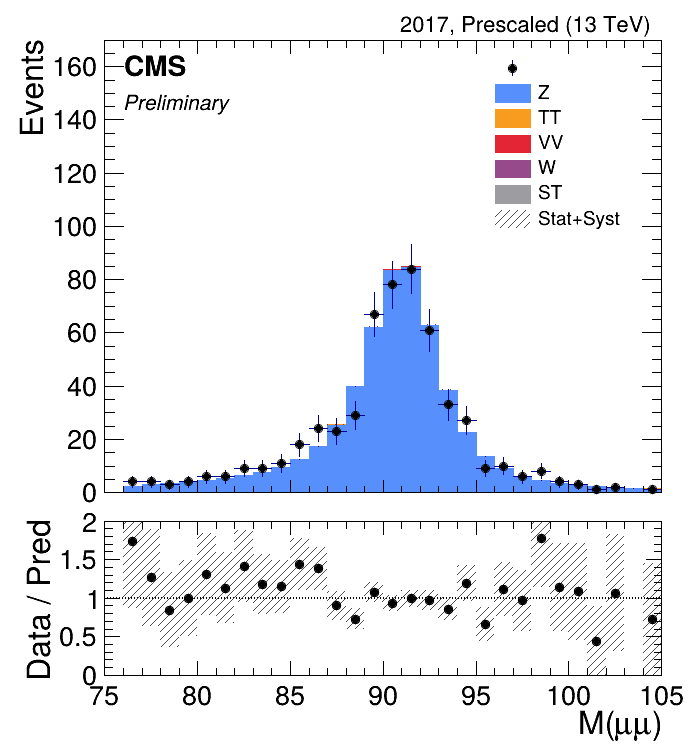 2017, Prescaled (13 TeV)
CMS
Preliminary
Events
160
140
120
100
80
60
40
20
0
Z
TT
VV
W
ST
Stat+Syst
Data / Pred
2
1.5
1
0.5
0
75 80 85 90 95 100 105
M(μμ)